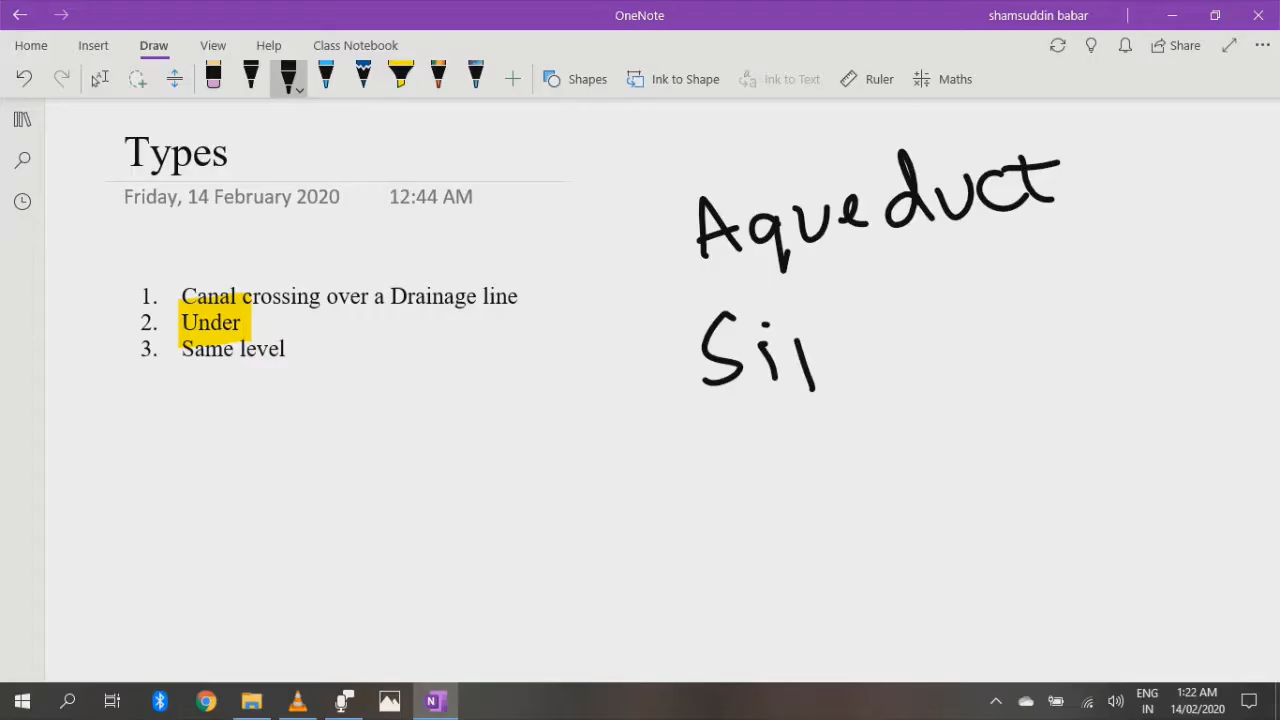 OneNote
shamsuddin babar
Home Insert Draw View Help Class Notebook
Share
Shapes Ink to Shape Ink to Text Ruler Maths
Types
Friday, 14 February 2020 12:44 AM
1. Canal crossing over a Drainage line
2. Under
3. Same level
Aqueduct
Si
ENG
IN
1:22 AM
14/02/2020